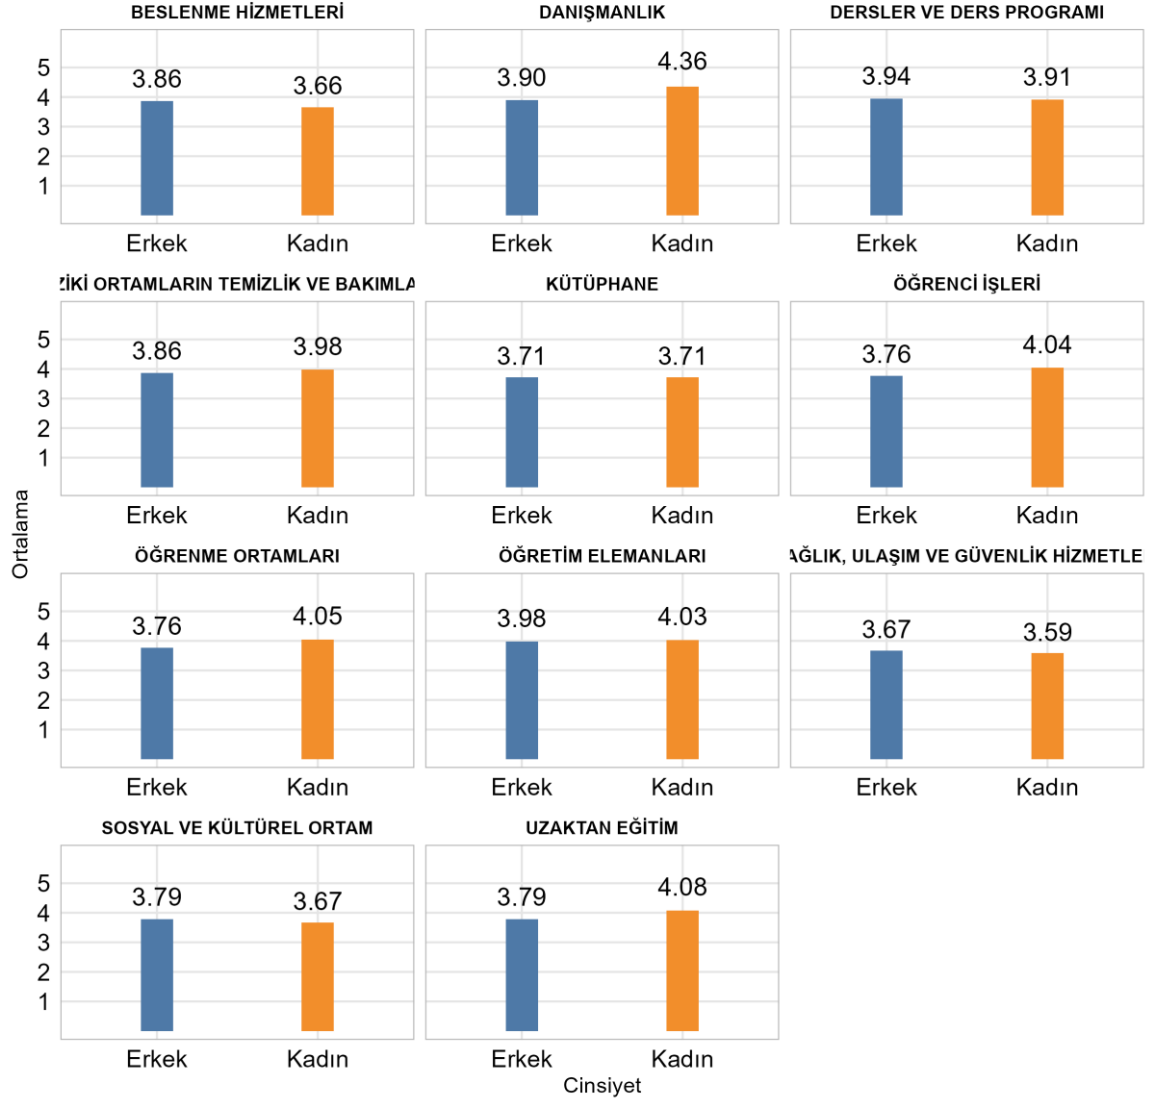 BESLENME HİZMETLERİ
5
4
3
2
1
3.86
3.66
Erkek
Kadın
DANIŞMANLIK
3.90
4.36
Erkek
Kadın
DERSLER VE DERS PROGRAMI
3.94
3.91
Erkek
Kadın
ZİKİ ORTAMLARIN TEMİZLİK VE BAKIMLA
5
4
3
2
1
3.86
3.98
Erkek
Kadın
KÜTÜPHANE
3.71
3.71
Erkek
Kadın
ÖĞRENCİ İŞLERİ
3.76
4.04
Erkek
Kadın
Ortalama
ÖĞRENME ORTAMLARI
5
4
3
2
1
3.76
4.05
Erkek
Kadın
ÖĞRETİM ELEMANLARI
3.98
4.03
Erkek
Kadın
AĞLIK, ULAŞIM VE GÜVENLİK HİZMETLE
3.67
3.59
Erkek
Kadın
SOSYAL VE KÜLTÜREL ORTAM
5
4
3
2
1
3.79
3.67
Erkek
Kadın
UZAKTAN EĞİTİM
3.79
4.08
Erkek
Kadın
Cinsiyet